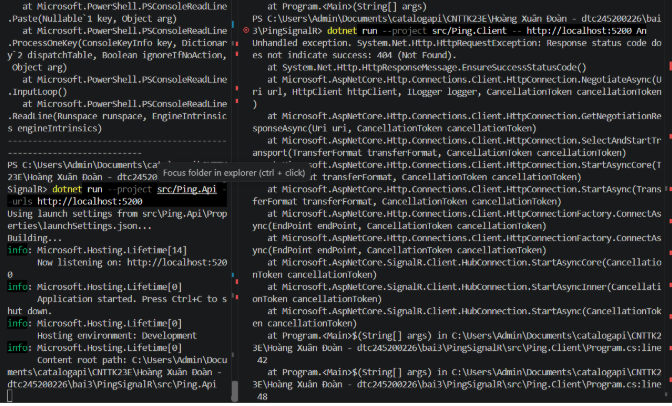 at Microsoft.PowerShell.PSConsoleReadLine
.Paste(Nullable`1 key, Object arg)
at Microsoft.PowerShell.PSConsoleReadLine
.ProcessOneKey(ConsoleKeyInfo key, Dictionar
y`2 dispatchTable, Boolean ignoreIfNoAction,
Object arg)
at Microsoft.PowerShell.PSConsoleReadLine
.InputLoop()
at Microsoft.PowerShell.PSConsoleReadLine
.ReadLine(Runspace runspace, EngineIntrinsic
s engineIntrinsics)
--------------------------------------------
---------------------------
PS C:\Users\Admin\Documents\catalogapi\CNTTK
23E\Hoàng Xuân Đoàn - dtc245200226
SignalR> dotnet run --project src/Ping.Api -
-urls http://localhost:5200
Using launch settings from src\Ping.Api\Prop
erties\launchSettings.json...
Building...
info: Microsoft.Hosting.Lifetime[14]
Now listening on: http://localhost:520
0
info: Microsoft.Hosting.Lifetime[0]
Application started. Press Ctrl+C to s
hut down.
info: Microsoft.Hosting.Lifetime[0]
Hosting environment: Development
info: Microsoft.Hosting.Lifetime[0]
Content root path: C:\Users\Admin\Docu
ments\catalogapi\CNTTK23E\Hoàng Xuân Đoàn -
dtc245200226\bai3\PingSignalR\src\Ping.Api
Focus folder in explorer (ctrl + click)
at Program.<Main>(String[] args)
PS C:\Users\Admin\Documents\catalogapi\CNTTK23E\Hoàng Xuân Đoàn - dtc245200226\bai
3\PingSignalR> dotnet run --project src/Ping.Client -- http://localhost:5200 An
Unhandled exception. System.Net.Http.HttpRequestException: Response status code do
es not indicate success: 404 (Not Found).
at System.Net.Http.HttpResponseMessage.EnsureSuccessStatusCode()
at Microsoft.AspNetCore.Http.Connections.Client.HttpConnection.NegotiateAsync(U
ri url, HttpClient httpClient, ILogger logger, CancellationToken cancellationToken
)
at Microsoft.AspNetCore.Http.Connections.Client.HttpConnection.GetNegotiationR
esponseAsync(Uri uri, CancellationToken cancellationToken)
at Microsoft.AspNetCore.Http.Connections.Client.HttpConnection.SelectAndStartTr
ansport(TransferFormat transferFormat, CancellationToken cancellationToken)
AspNetCore.Http.Connections.Client.HttpConnection.StartAsyncCore(T
transferFormat, CancellationToken cancellationToken)
at Microsoft.AspNetCore.Http.Connections.Client.HttpConnection.StartAsync(Trans
ferFormat transferFormat, CancellationToken cancellationToken)
at Microsoft.AspNetCore.Http.Connections.Client.HttpConnectionFactory.ConnectAs
ync(EndPoint endPoint, CancellationToken cancellationToken)
at Microsoft.AspNetCore.Http.Connections.Client.HttpConnectionFactory.ConnectAs
ync(EndPoint endPoint, CancellationToken cancellationToken)
at Microsoft.AspNetCore.SignalR.Client.HubConnection.StartAsyncCore(Cancellatio
nToken cancellationToken)
at Microsoft.AspNetCore.SignalR.Client.HubConnection.StartAsyncInner(Cancellati
onToken cancellationToken)
at Microsoft.AspNetCore.SignalR.Client.HubConnection.StartAsync(CancellationTok
en cancellationToken)
at Program.<Main>$(String[] args) in C:\Users\Admin\Documents\catalogapi\CNTTK2
3E\Hoàng Xuân Đoàn - dtc245200226\bai3\PingSignalR\src\Ping.Client\Program.cs:line
42
at Program.<Main>$(String[] args) in C:\Users\Admin\Documents\catalogapi\CNTTK2
3E\Hoàng Xuân Đoàn - dtc245200226\bai3\PingSignalR\src\Ping.Client\Program.cs:line
48